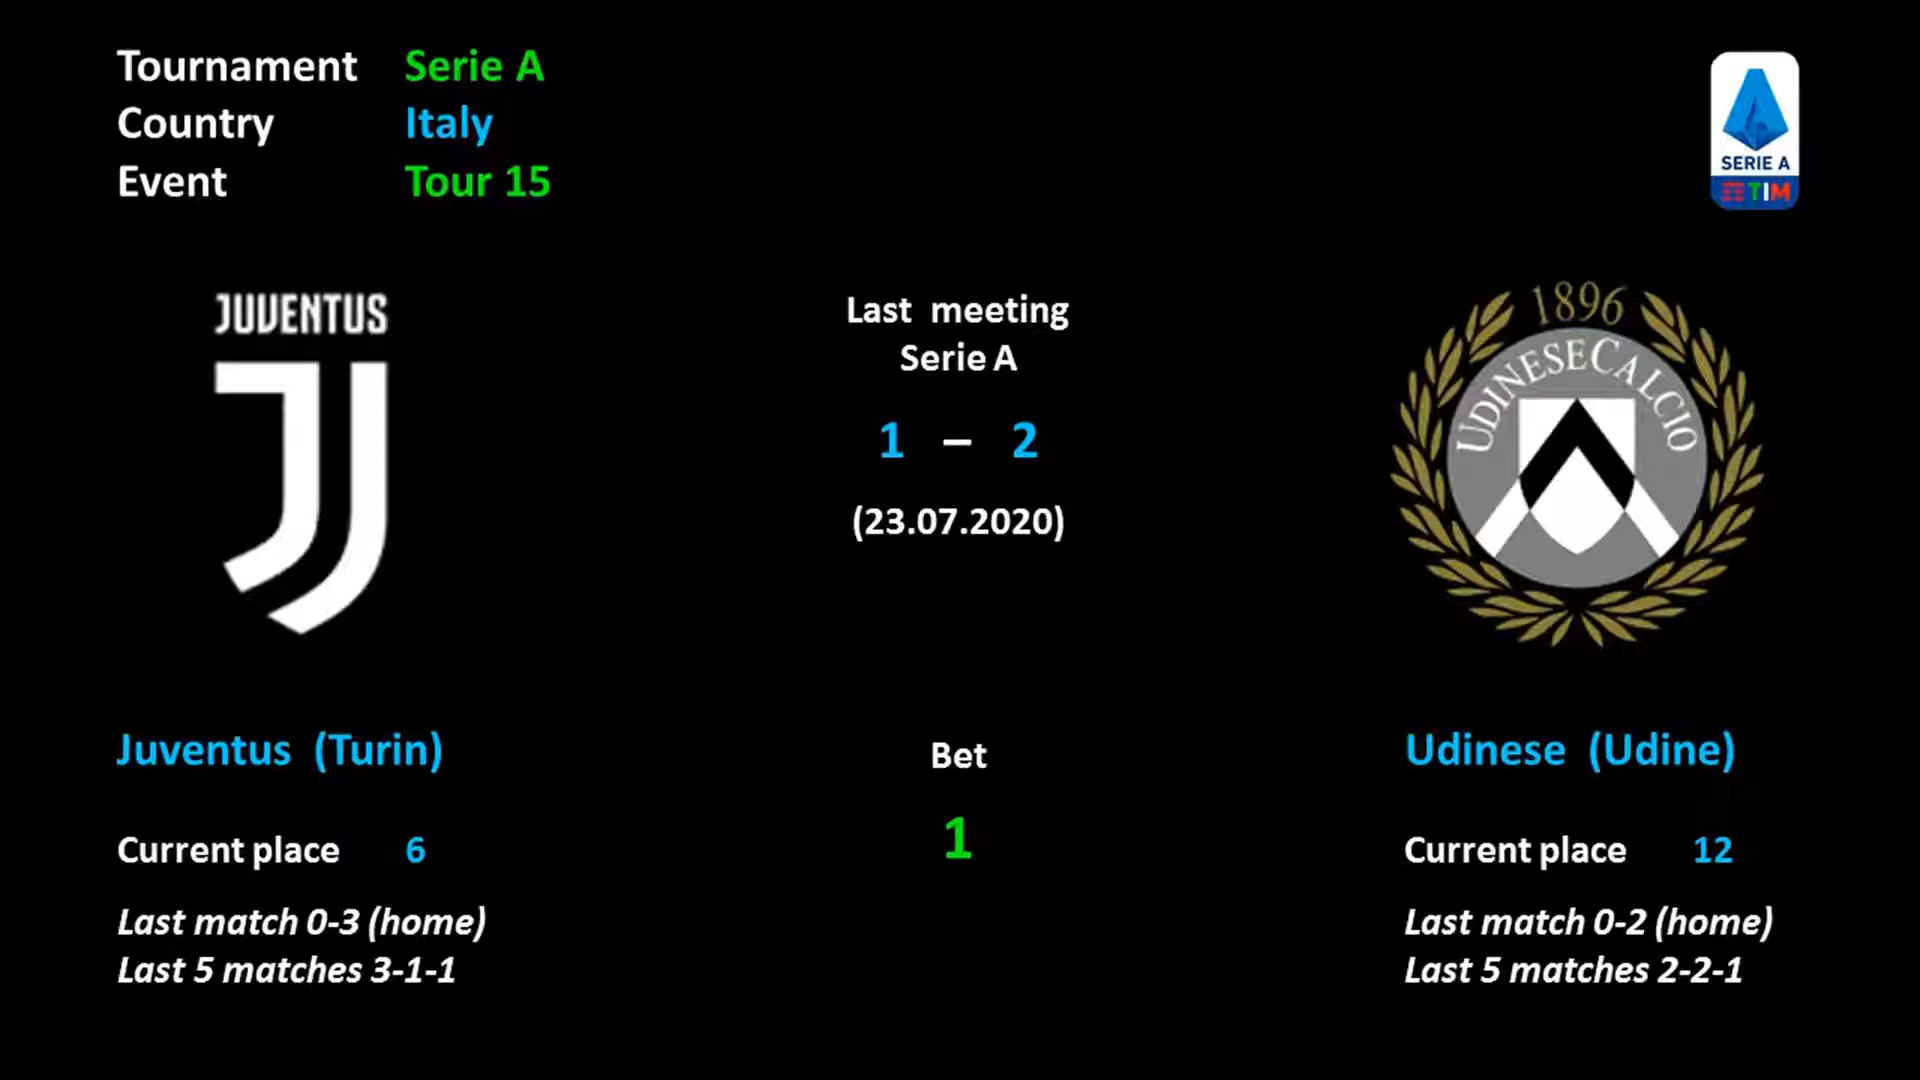 Tournament Serie A
Country Italy
Event Tour 15
SERIE A
TIM
JUVENTUS
Last meeting
Serie A
1 – 2
(23.07.2020)
1896
UDINESE CALCIO
Juventus (Turin)
Bet
Udinese (Udine)
Current place 6
1
Current place 12
Last match 0-3 (home)
Last 5 matches 3-1-1
Last match 0-2 (home)
Last 5 matches 2-2-1